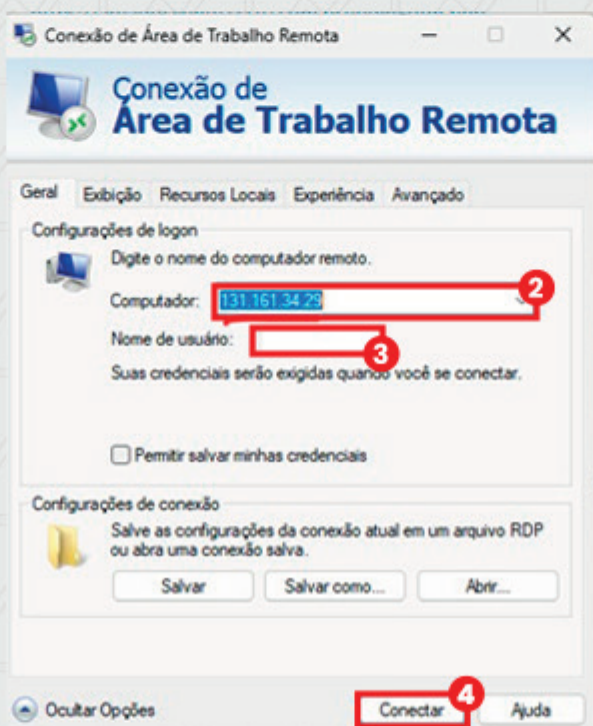 Conexão de Área de Trabalho Remota
Conexão de
Área de Trabalho Remota
Geral Exibição Recursos Locais Experiência Avançado
Configurações de logon
Digite o nome do computador remoto.
Computador: 131.161.34.29 2
Nome de usuário: 3
Suas credenciais serão exigidas quando você se conectar.
Permitir salvar minhas credenciais
Configurações de conexão
Salve as configurações da conexão atual em um arquivo RDP
ou abra uma conexão salva.
Salvar Salvar como... Abrir...
4
Ocultar Opções Conectar Ajuda